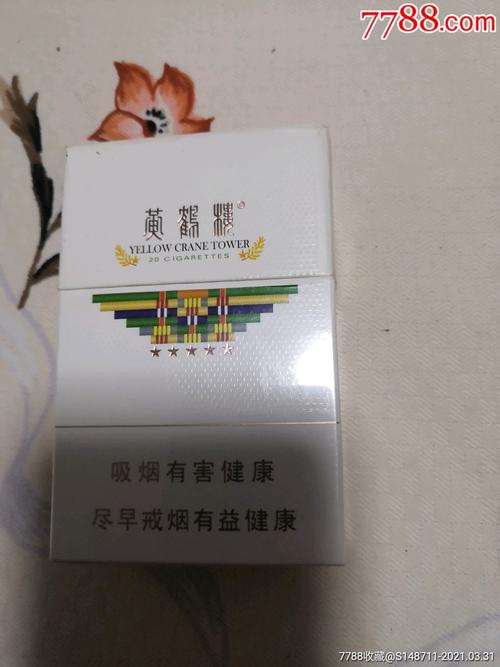 7788.com
黄鹤楼®
YELLOW CRANE TOWER
20 CIGARETTES
吸烟有害健康
尽早戒烟有益健康
7788收藏@S148711-2021.03.31